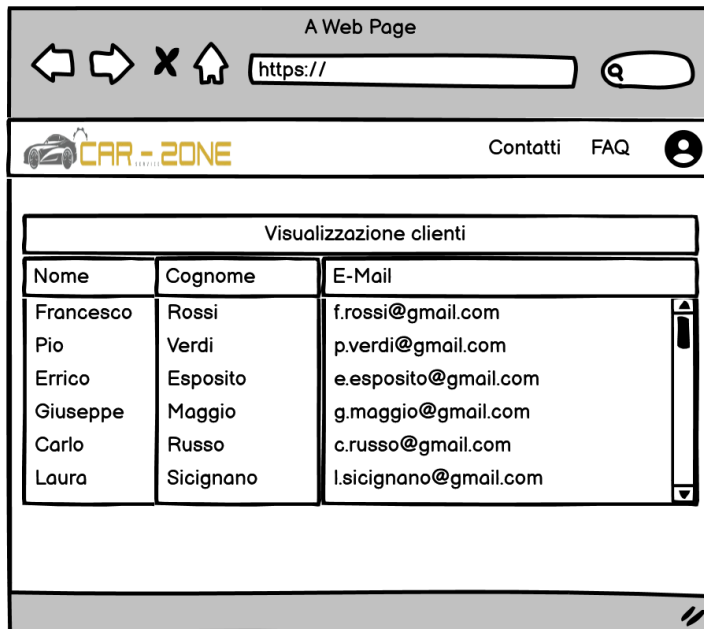 A Web Page
https://
CAR - ZONE
SERVICE
Contatti FAQ
Visualizzazione clienti
Nome Cognome E-Mail
Francesco Rossi f.rossi@gmail.com
Pio Verdi p.verdi@gmail.com
Errico Esposito e.esposito@gmail.com
Giuseppe Maggio g.maggio@gmail.com
Carlo Russo c.russo@gmail.com
Laura Sicignano l.sicignano@gmail.com